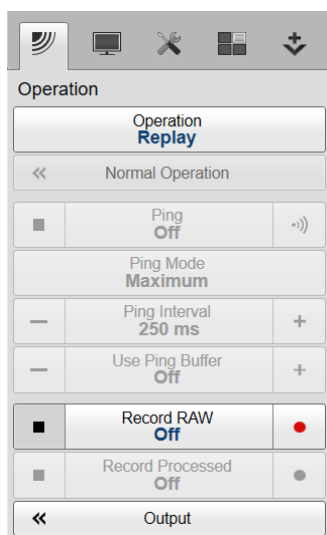 Operation
Operation
Replay
Normal Operation
Ping
Off
Ping Mode
Maximum
Ping Interval
250 ms
Use Ping Buffer
Off
Record RAW
Off
Record Processed
Off
Output